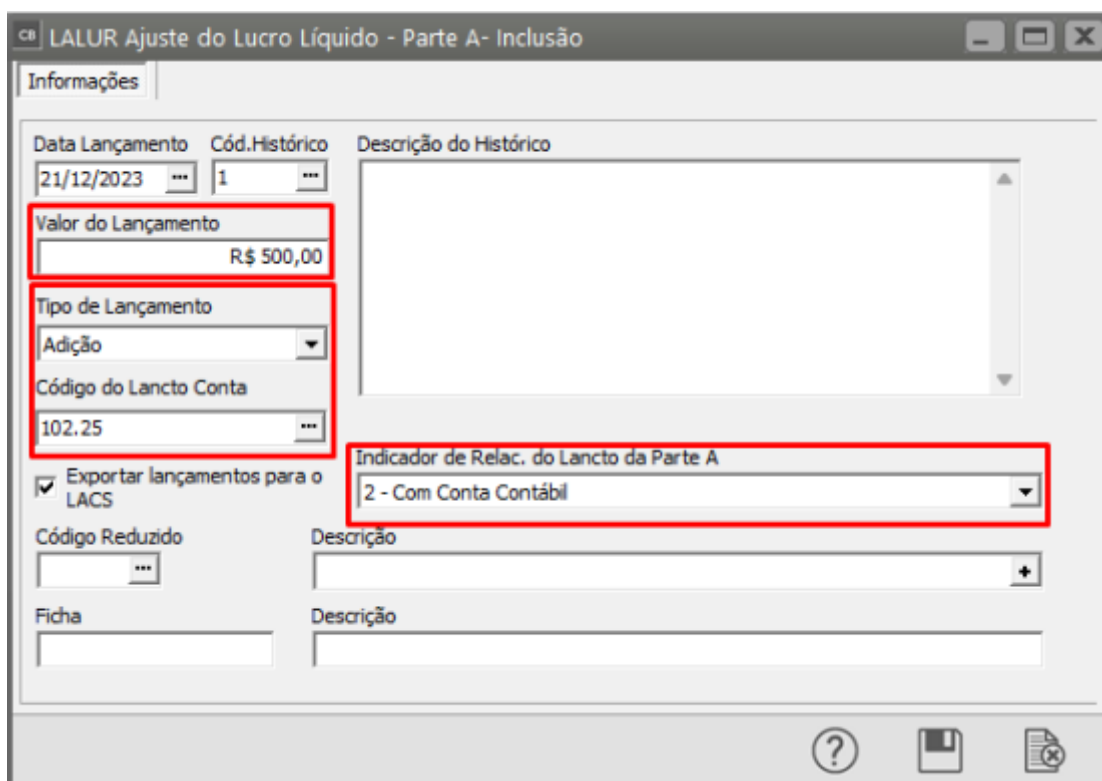 CB LALUR Ajuste do Lucro Líquido - Parte A- Inclusão
Informações
Data Lançamento Cód.Histórico Descrição do Histórico
21/12/2023 ... 1 ...
Valor do Lançamento
R$ 500,00
Tipo de Lançamento
Adição
Código do Lancto Conta
102.25 ...
Indicador de Relac. do Lancto da Parte A
2 - Com Conta Contábil
Exportar lançamentos para o
LACS
Código Reduzido Descrição
... +
Ficha Descrição
?